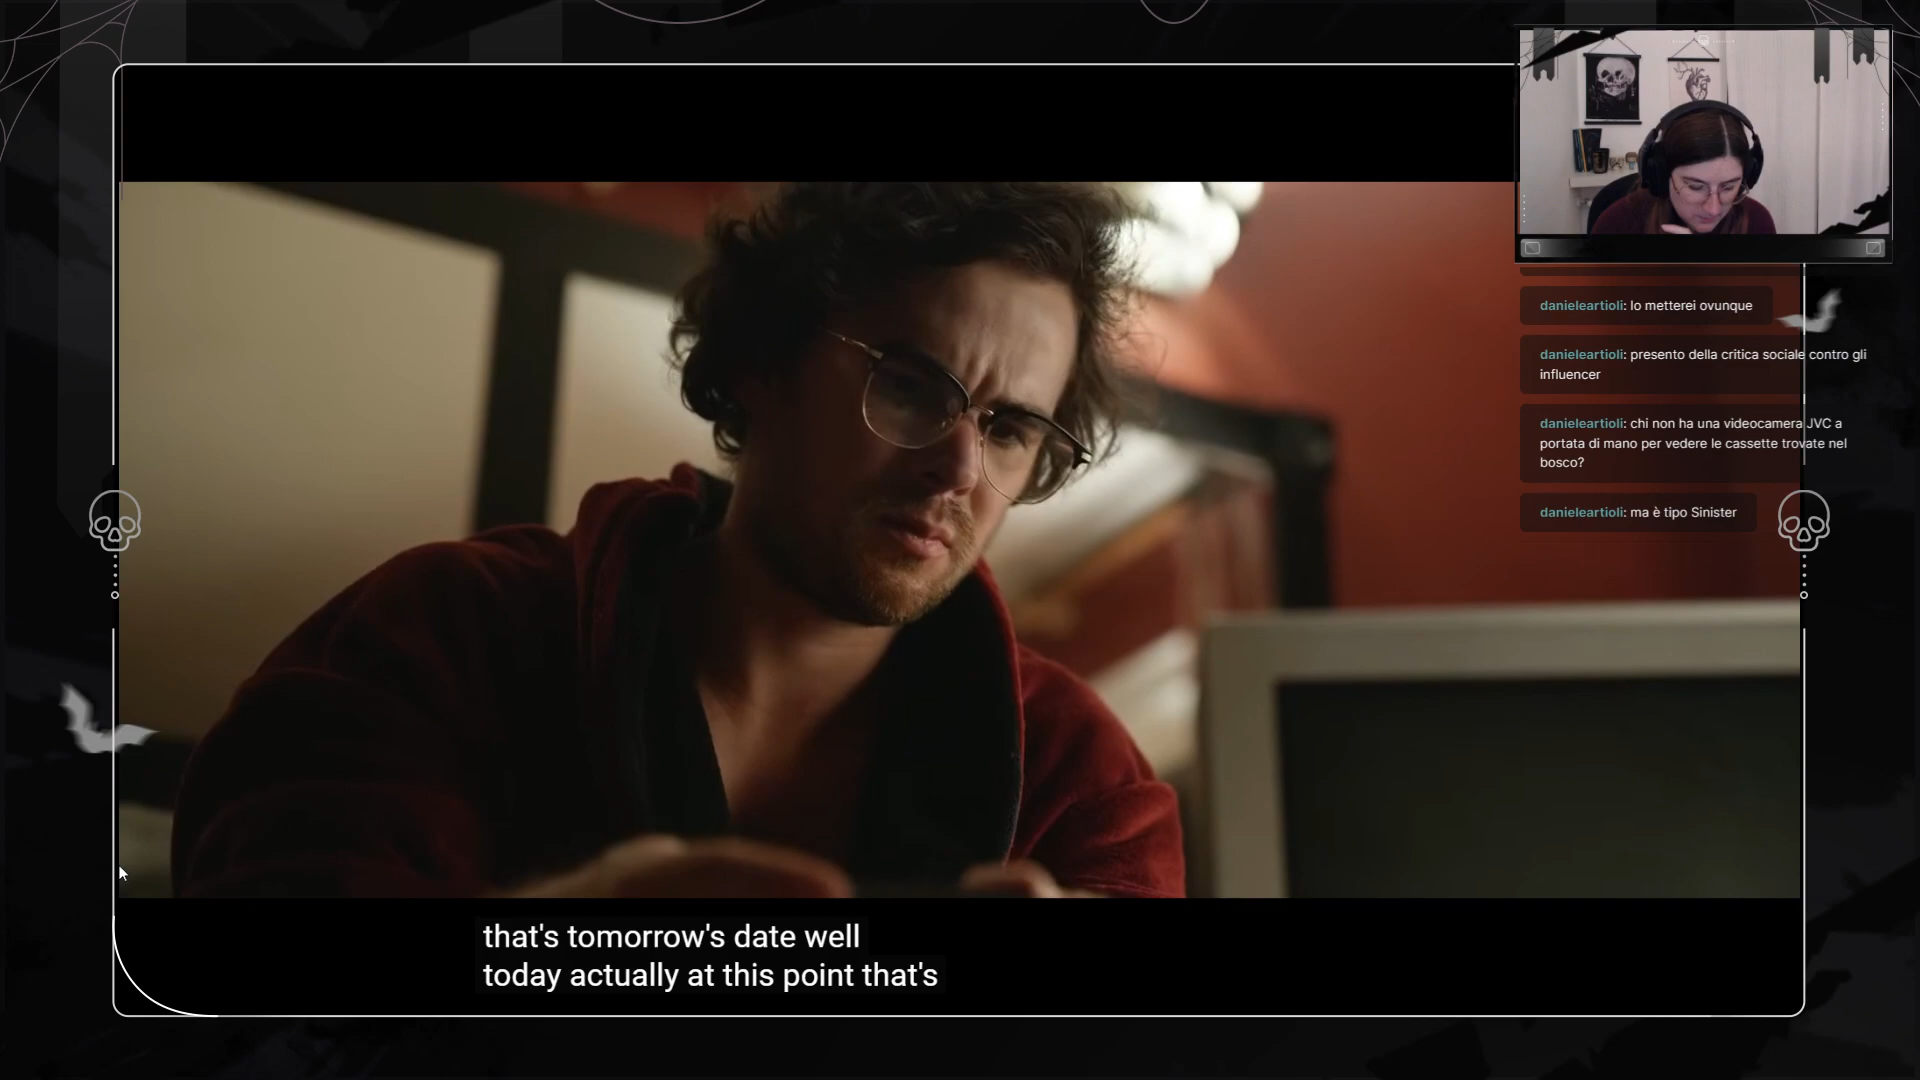 danieleartioli: lo metterei ovunque
danieleartioli: presento della critica sociale contro gli
influencer
danieleartioli: chi non ha una videocamera JVC a
portata di mano per vedere le cassette trovate nel
bosco?
danieleartioli: ma è tipo Sinister
that's tomorrow's date well
today actually at this point that's